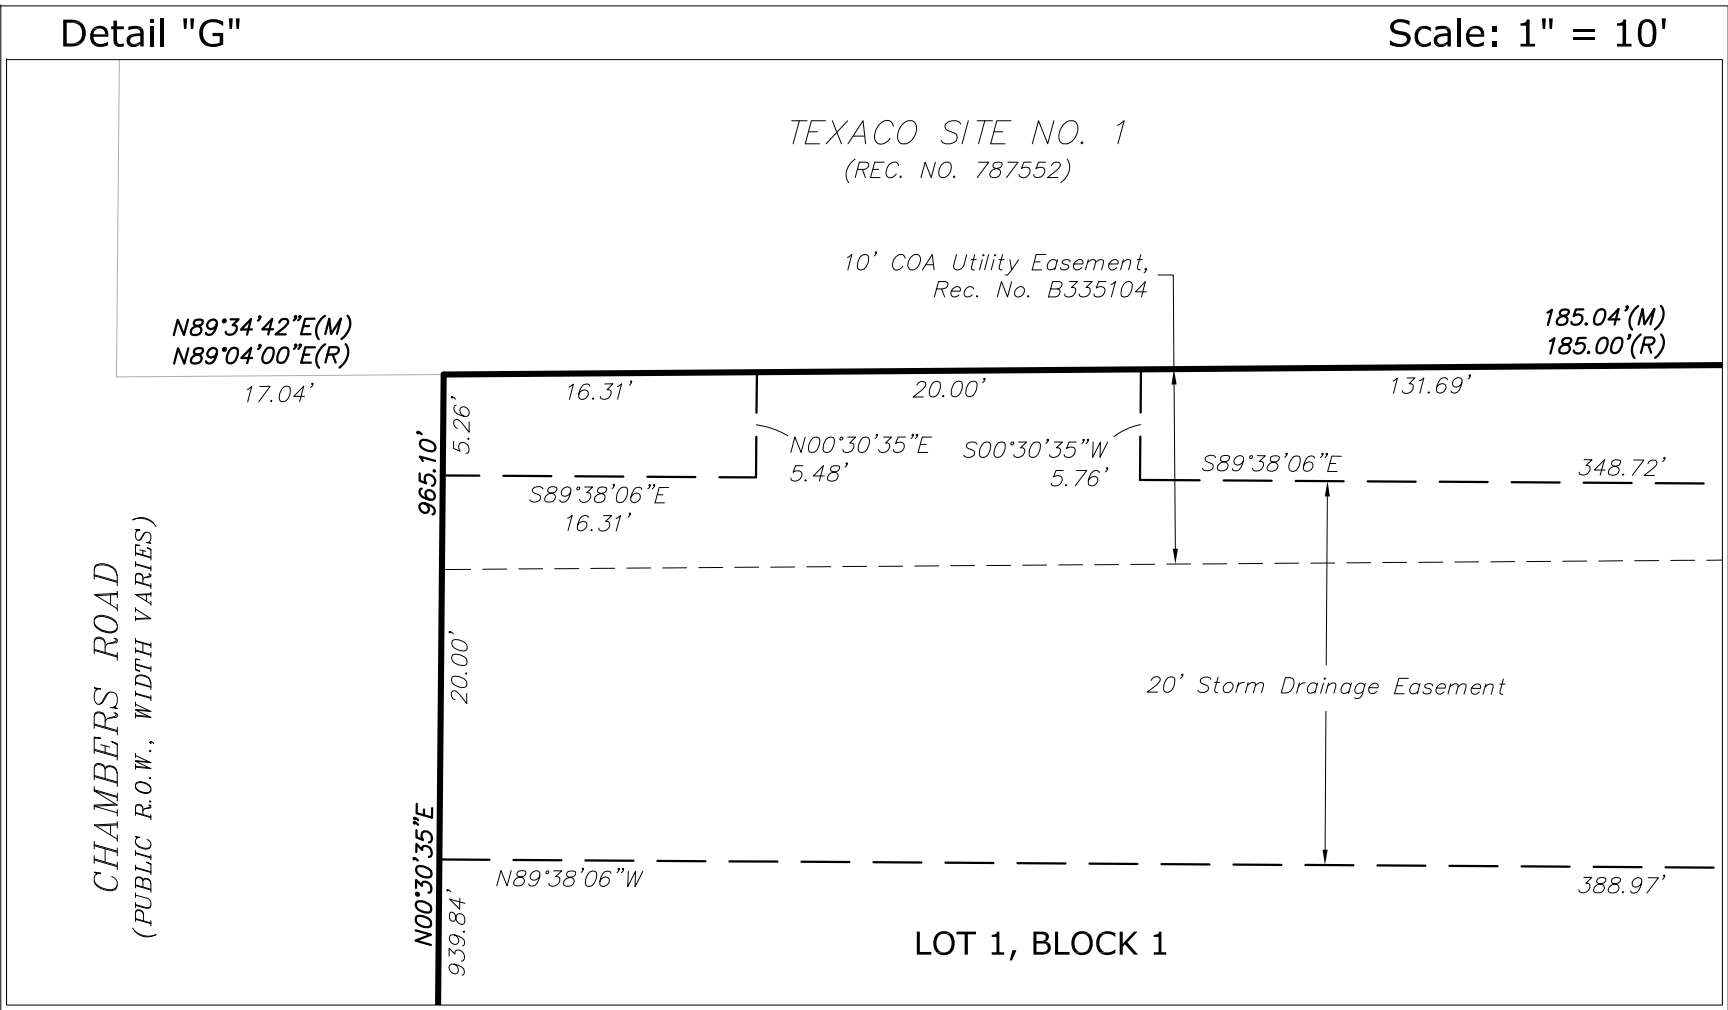 Detail "G"
Scale: 1" = 10'
TEXACO SITE NO. 1
(REC. NO. 787552)
10' COA Utility Easement,
Rec. No. B335104
N89°34'42"E(M)
N89°04'00"E(R)
185.04'(M)
185.00'(R)
17.04'
16.31'
20.00'
131.69'
5.26'
965.10'
N00°30'35"E
5.48'
S00°30'35"W
5.76'
S89°38'06"E
348.72'
S89°38'06"E
16.31'
CHAMBERS ROAD
(PUBLIC R.O.W., WIDTH VARIES)
20.00'
20' Storm Drainage Easement
N00°30'35"E
N89°38'06"W
388.97'
939.84'
LOT 1, BLOCK 1